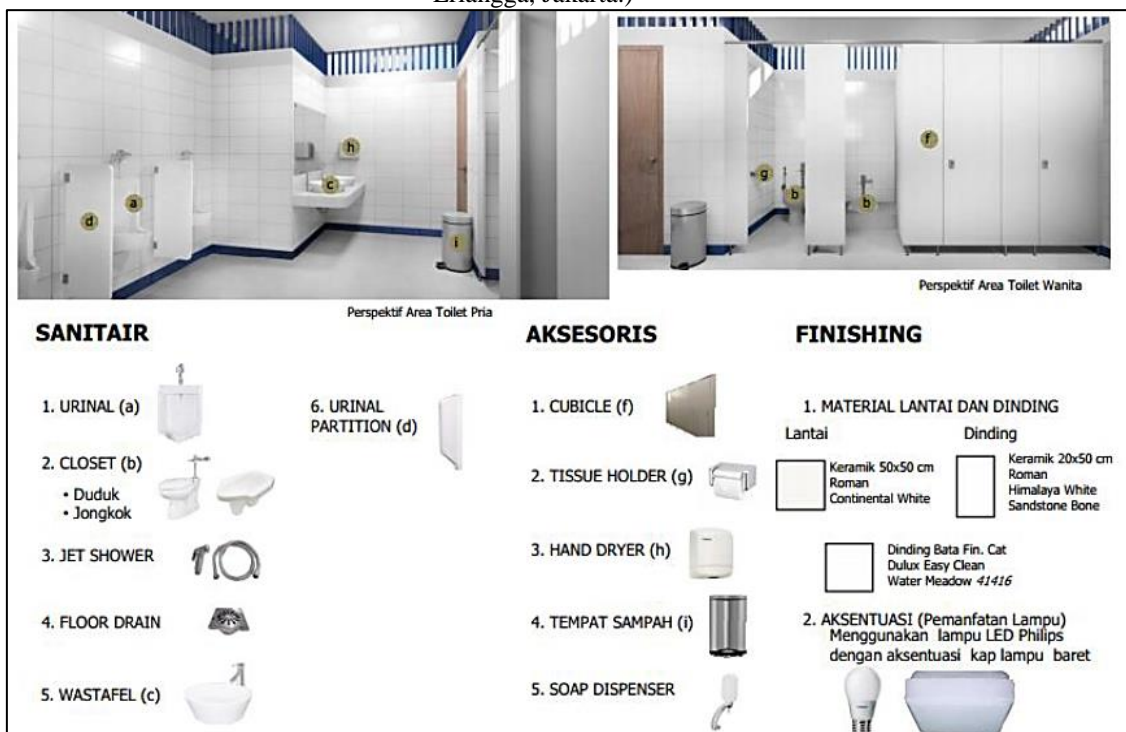 Erlangga, Jakarta.)
d
a
h
c
i
g
b
b
f
Perspektif Area Toilet Pria
Perspektif Area Toilet Wanita
SANITAIR
1. URINAL (a)
2. CLOSET (b)
• Duduk
• Jongkok
3. JET SHOWER
4. FLOOR DRAIN
5. WASTAFEL (c)
6. URINAL
PARTITION (d)
AKSESORIS
1. CUBICLE (f)
2. TISSUE HOLDER (g)
3. HAND DRYER (h)
4. TEMPAT SAMPAH (i)
5. SOAP DISPENSER
FINISHING
1. MATERIAL LANTAI DAN DINDING
Lantai
Keramik 50x50 cm
Roman
Continental White
Dinding
Keramik 20x50 cm
Roman
Himalaya White
Sandstone Bone
Dinding Bata Fin. Cat
Dulux Easy Clean
Water Meadow 41416
2. AKSENTUASI (Pemanfatan Lampu)
Menggunakan lampu LED Philips
dengan aksentuasi kap lampu baret